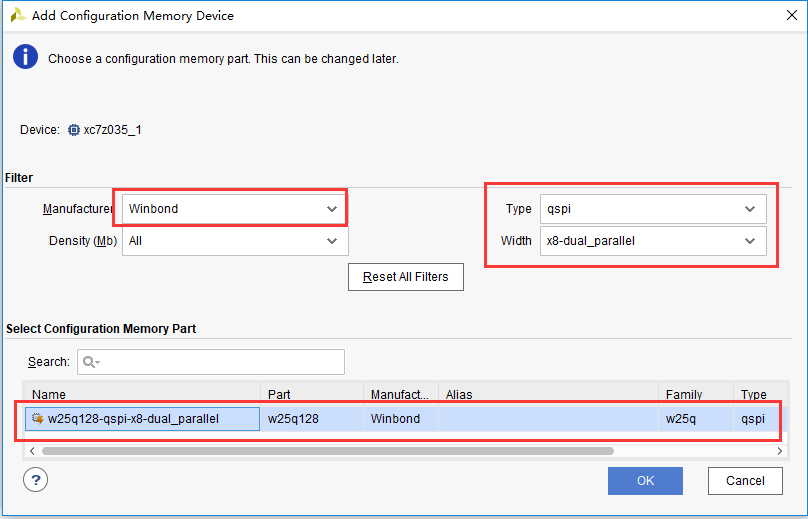 Add Configuration Memory Device
Choose a configuration memory part. This can be changed later.
Device: xc7z035_1
Filter
Manufacturer Winbond Type qspi
Density (Mb) All Width x8-dual_parallel
Reset All Filters
Select Configuration Memory Part
Search:
Name Part Manufact... Alias Family Type
w25q128-qspi-x8-dual_parallel w25q128 Winbond w25q qspi
? OK Cancel